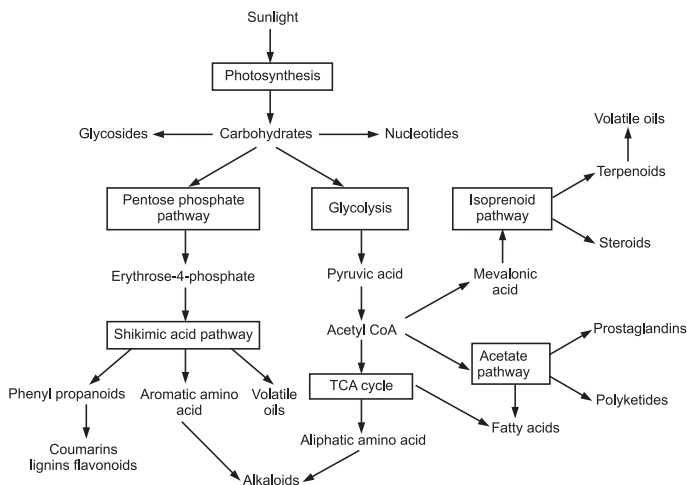 Sunlight
Photosynthesis
Glycosides
Carbohydrates
Nucleotides
Volatile oils
Terpenoids
Pentose phosphate
pathway
Glycolysis
Isoprenoid
pathway
Steroids
Erythrose-4-phosphate
Pyruvic acid
Mevalonic
acid
Shikimic acid pathway
Acetyl CoA
Prostaglandins
Acetate
pathway
Phenyl propanoids
Aromatic amino
acid
Volatile
oils
TCA cycle
Polyketides
Fatty acids
Coumarins
lignins flavonoids
Aliphatic amino acid
Alkaloids